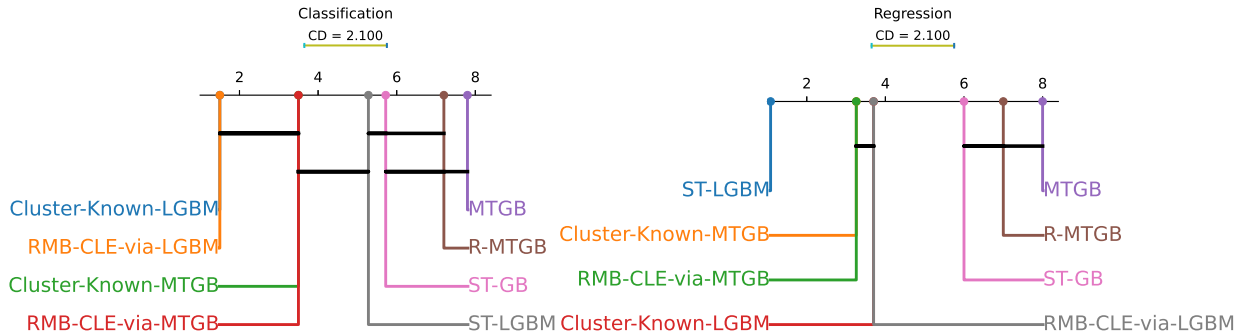 Classification
CD = 2.100
2 4 6 8
Cluster-Known-LGBM
MTGB
RMB-CLE-via-LGBM
R-MTGB
Cluster-Known-MTGB
ST-GB
RMB-CLE-via-MTGB
ST-LGBM
Regression
CD = 2.100
2 4 6 8
ST-LGBM
MTGB
Cluster-Known-MTGB
R-MTGB
RMB-CLE-via-MTGB
ST-GB
Cluster-Known-LGBM
RMB-CLE-via-LGBM